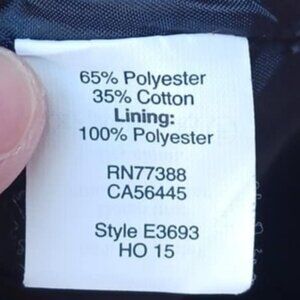 65% Polyester
35% Cotton
Lining:
100% Polyester
RN77388
CA56445
Style E3693
HO 15